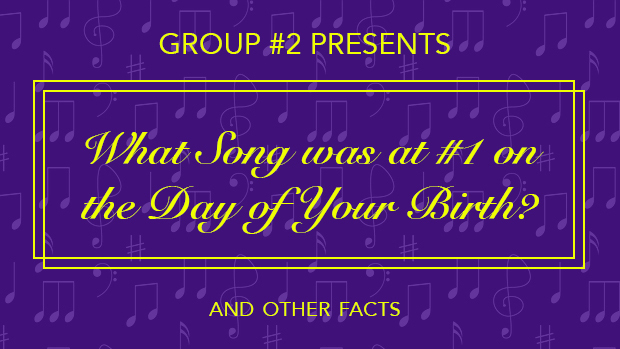 GROUP #2 PRESENTS
What Song was at #1 on
the Day of Your Birth?
AND OTHER FACTS